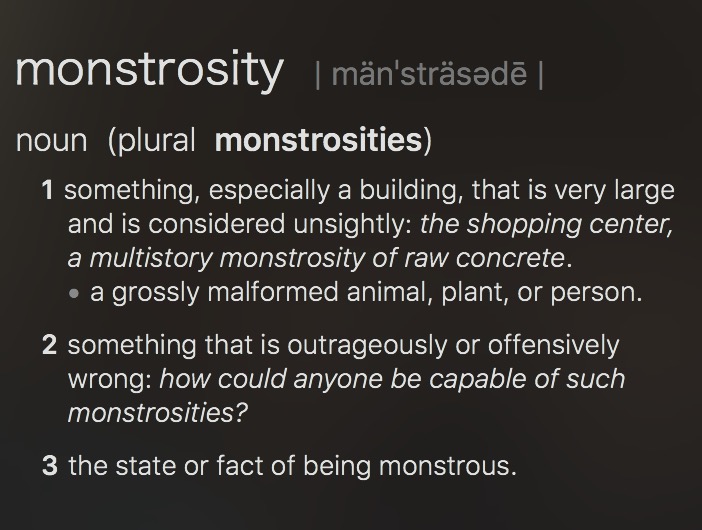 monstrosity | män'sträsədē |
noun (plural monstrosities)
1 something, especially a building, that is very large
and is considered unsightly: the shopping center,
a multistory monstrosity of raw concrete.
• a grossly malformed animal, plant, or person.
2 something that is outrageously or offensively
wrong: how could anyone be capable of such
monstrosities?
3 the state or fact of being monstrous.